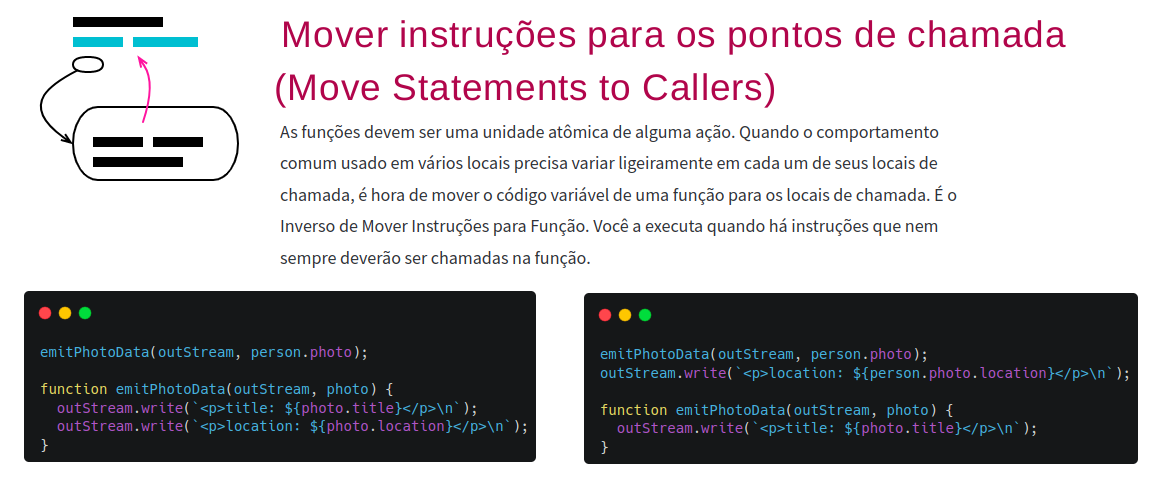 Mover instruções para os pontos de chamada
(Move Statements to Callers)
As funções devem ser uma unidade atômica de alguma ação. Quando o comportamento
comum usado em vários locais precisa variar ligeiramente em cada um de seus locais de
chamada, é hora de mover o código variável de uma função para os locais de chamada. É o
Inverso de Mover Instruções para Função. Você a executa quando há instruções que nem
sempre deverão ser chamadas na função.
emitPhotoData(outStream, person.photo);
function emitPhotoData(outStream, photo) {
  outStream.write(`<p>title: ${photo.title}</p>\n`);
  outStream.write(`<p>location: ${photo.location}</p>\n`);
}
emitPhotoData(outStream, person.photo);
outStream.write(`<p>location: ${person.photo.location}</p>\n`);
function emitPhotoData(outStream, photo) {
  outStream.write(`<p>title: ${photo.title}</p>\n`);
}